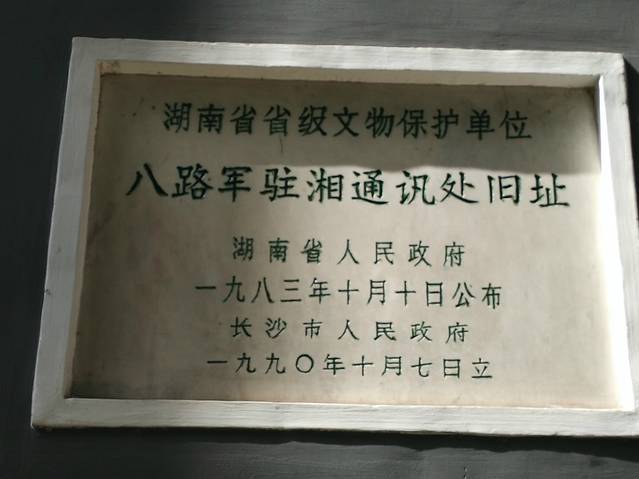 湖南省省级文物保护单位
八路军驻湘通讯处旧址
湖南省人民政府
一九八三年十月十日公布
长沙市人民政府
一九九〇年十月七日立